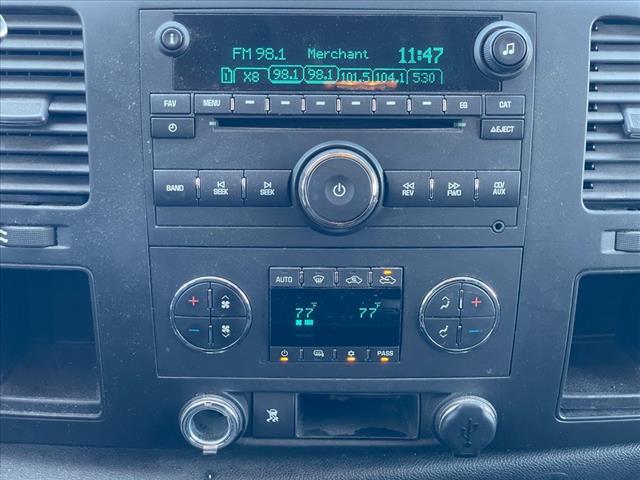 FM 98.1 Merchant 11:47
1 X8 98.1 98.1 101.5 104.1 530
FAV MENU EQ CAT
EJECT
BAND SEEK SEEK REV FWD CD/AUX
AUTO
77°F 77°F
PASS